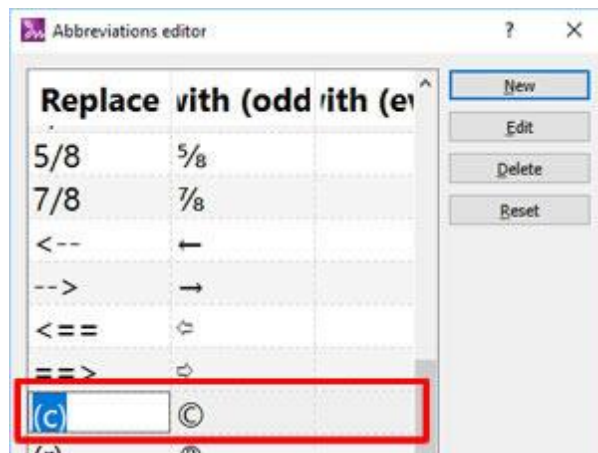 Abbreviations editor ? ×
Replace with (odd with (ev
5/8 ⅝
7/8 ⅞
<-- ←
--> →
<== ⇦
==> ⇨
(c) ©
New
Edit
Delete
Reset